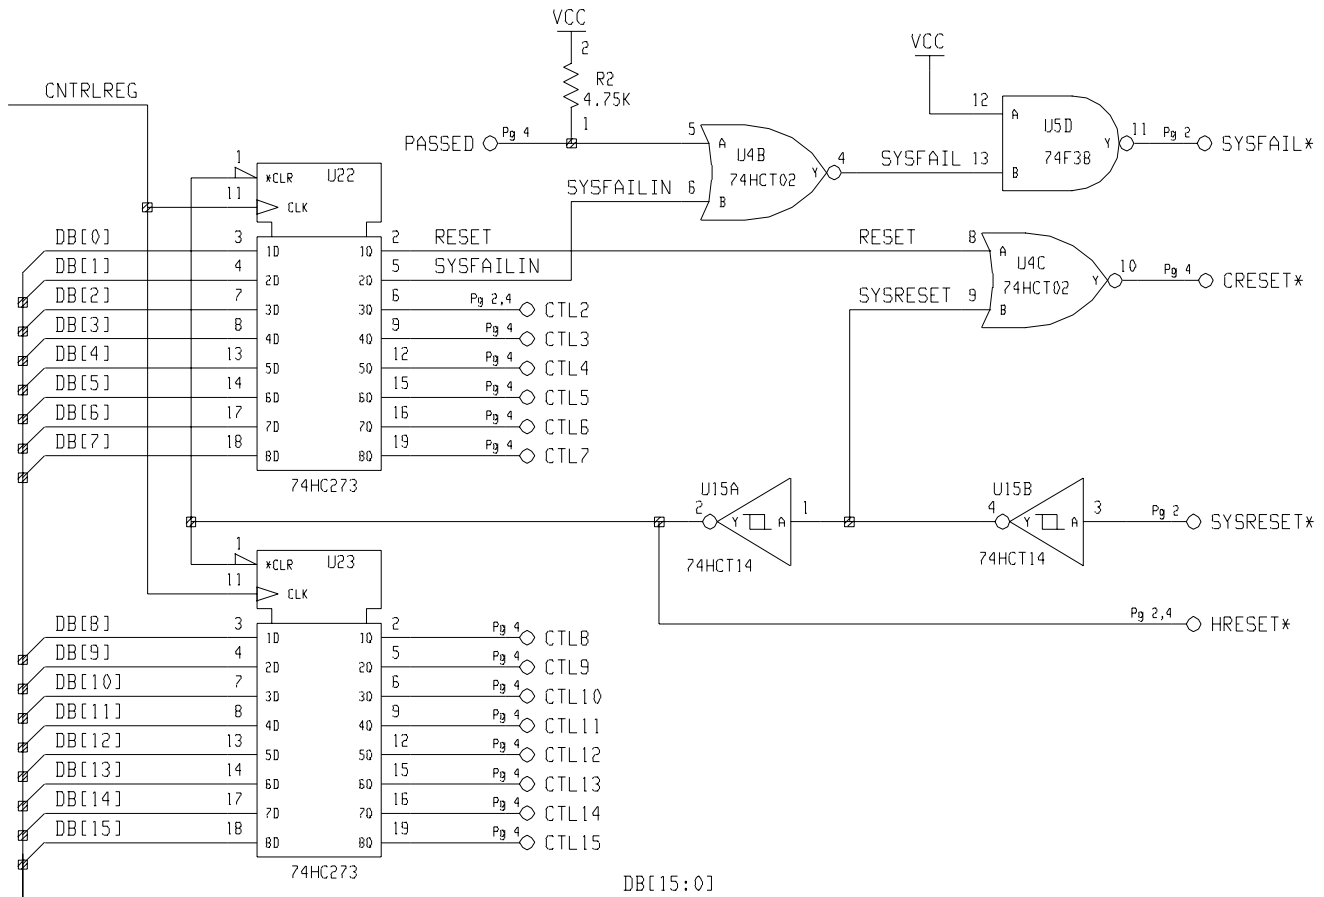 VCC
2
R2
4.75K
1
VCC
CNTRLREG
12 A
U5D
74F38
Y 11 Pg 2 SYSFAIL*
PASSED Pg 4
5 A
U4B
74HCT02
Y 4
SYSFAIL 13 B
SYSFAILIN 6 B
1 *CLR U22
11 CLK
DB[0] 3 1D 1Q 2 RESET
RESET 8 A
DB[1] 4 2D 2Q 5 SYSFAILIN
U4C
74HCT02
Y 10 Pg 4 CRESET*
SYSRESET 9 B
DB[2] 7 3D 3Q 6 Pg 2,4 CTL2
DB[3] 8 4D 4Q 9 Pg 4 CTL3
DB[4] 13 5D 5Q 12 Pg 4 CTL4
DB[5] 14 6D 6Q 15 Pg 4 CTL5
DB[6] 17 7D 7Q 16 Pg 4 CTL6
DB[7] 18 8D 8Q 19 Pg 4 CTL7
74HC273
U15A
2 Y A 1
74HCT14
U15B
4 Y A 3
74HCT14
Pg 2 SYSRESET*
Pg 2,4 HRESET*
1 *CLR U23
11 CLK
DB[8] 3 1D 1Q 2 Pg 4 CTL8
DB[9] 4 2D 2Q 5 Pg 4 CTL9
DB[10] 7 3D 3Q 6 Pg 4 CTL10
DB[11] 8 4D 4Q 9 Pg 4 CTL11
DB[12] 13 5D 5Q 12 Pg 4 CTL12
DB[13] 14 6D 6Q 15 Pg 4 CTL13
DB[14] 17 7D 7Q 16 Pg 4 CTL14
DB[15] 18 8D 8Q 19 Pg 4 CTL15
74HC273
DB[15:0]